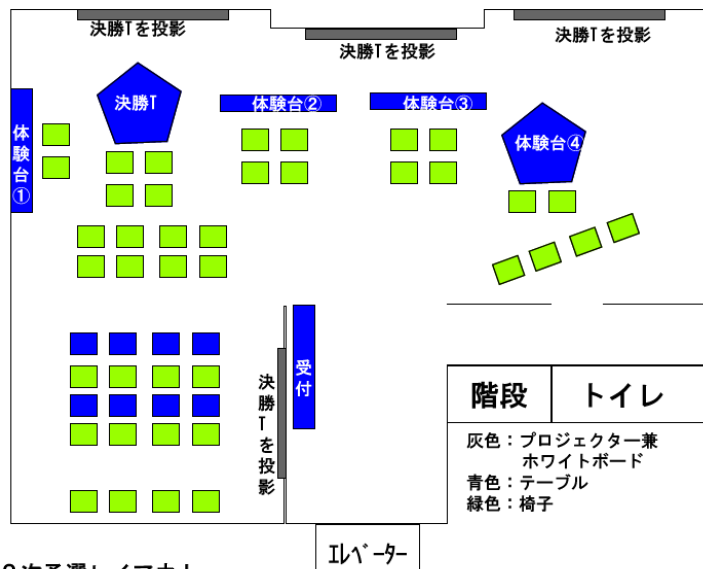 決勝Tを投影
決勝Tを投影
決勝Tを投影
決勝T
体験台②
体験台③
体験台①
体験台④
受付
決勝Tを投影
階段
トイレ
灰色：プロジェクター兼
ホワイトボード
青色：テーブル
緑色：椅子
エレベーター